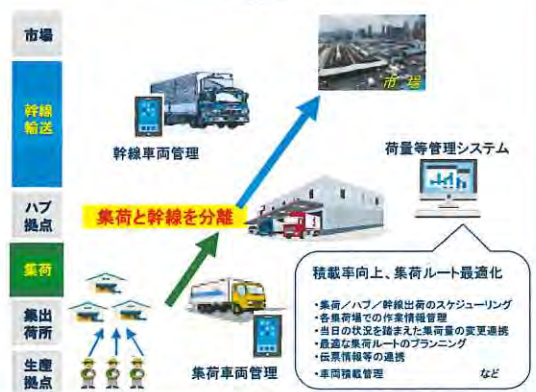 市場
市場
幹線
輸送
幹線車両管理
荷量等管理システム
ハブ
拠点
集荷と幹線を分離
集荷
積載率向上、集荷ルート最適化
・集荷/ハブ/幹線出荷のスケジューリング
・各集荷場での作業情報管理
・当日の状況を踏まえた集荷量の変更連携
・最適な集荷ルートのプランニング
・伝票情報等の連携
・車両積載管理 など
集出
荷所
生産
拠点
集荷車両管理